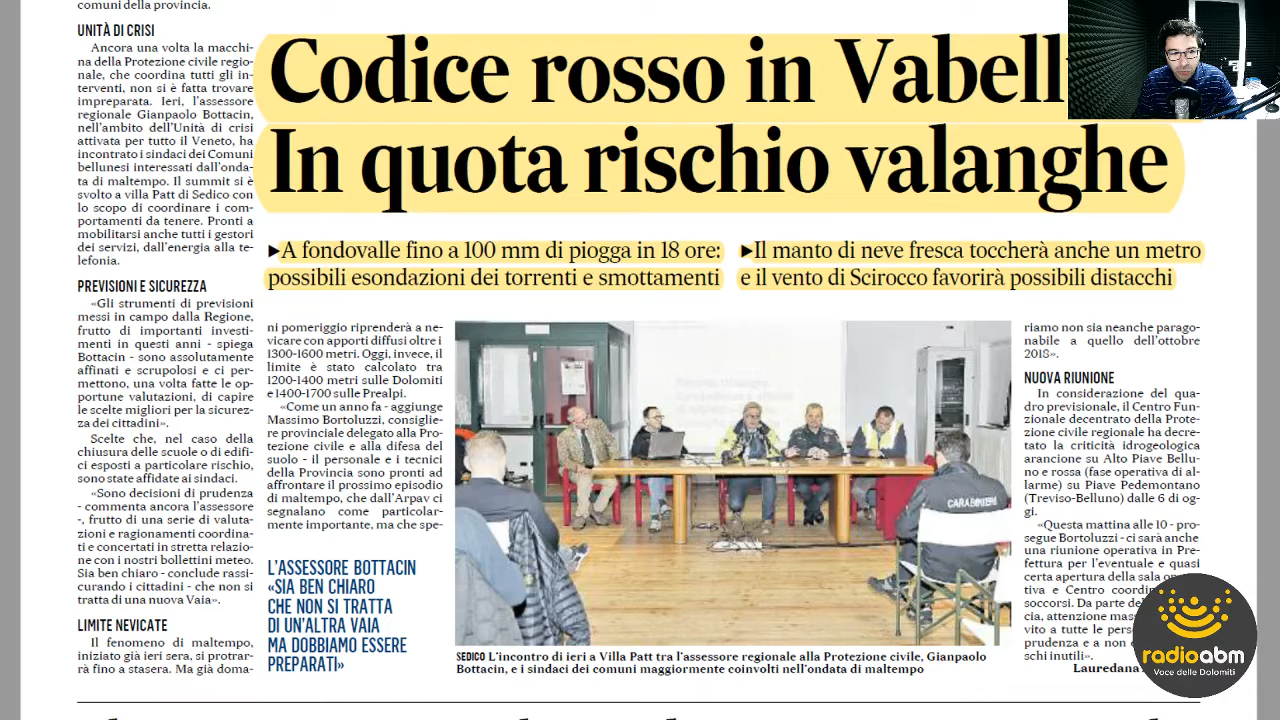 comuni della provincia.
UNITÀ DI CRISI
Ancora una volta la macchi-
na della Protezione civile regio-
nale, che coordina tutti gli in-
terventi, non si è fatta trovare
impreparata. Ieri, l'assessore
regionale Gianpaolo Bottacin,
nell'ambito dell'Unità di crisi
attivata per tutto il Veneto, ha
incontrato i sindaci dei Comuni
bellunesi interessati dall'onda-
ta di maltempo. Il summit si è
svolto a villa Patt di Sedico con
lo scopo di coordinare i com-
portamenti da tenere. Pronti a
mobilitarsi anche tutti i gestori
dei servizi, dall'energia alla te-
lefonia.
PREVISIONI E SICUREZZA
«Gli strumenti di previsioni
messi in campo dalla Regione,
frutto di importanti investi-
menti in questi anni - spiega
Bottacin - sono assolutamente
affinati e scrupolosi e ci per-
mettono, una volta fatte le op-
portune valutazioni, di capire
le scelte migliori per la sicurez-
za dei cittadini».
Scelte che, nel caso della
chiusura delle scuole o di edifi-
ci esposti a particolare rischio,
sono state affidate ai sindaci.
«Sono decisioni di prudenza
- commenta ancora l'assessore
-, frutto di una serie di valuta-
zioni e ragionamenti coordina-
ti e concertati in stretta relazio-
ne con i nostri bollettini meteo.
Sia ben chiaro - conclude rassi-
curando i cittadini - che non si
tratta di una nuova Vaia».
LIMITE NEVICATE
Il fenomeno di maltempo,
iniziato già ieri sera, si protrar-
rà fino a stasera. Ma già doma-
Codice rosso in Vabell
In quota rischio valanghe
►A fondovalle fino a 100 mm di piogga in 18 ore:
possibili esondazioni dei torrenti e smottamenti
►Il manto di neve fresca toccherà anche un metro
e il vento di Scirocco favorirà possibili distacchi
ni pomeriggio riprenderà a ne-
vicare con apporti diffusi oltre i
1300-1600 metri. Oggi, invece, il
limite è stato calcolato tra
1200-1400 metri sulle Dolomiti
e 1400-1700 sulle Prealpi.
«Come un anno fa - aggiunge
Massimo Bortoluzzi, consiglie-
re provinciale delegato alla Pro-
tezione civile e alla difesa del
suolo - il personale e i tecnici
della Provincia sono pronti ad
affrontare il prossimo episodio
di maltempo, che dall'Arpav ci
segnalano come particolar-
mente importante, ma che spe-
L'ASSESSORE BOTTACIN
«SIA BEN CHIARO
CHE NON SI TRATTA
DI UN'ALTRA VAIA
MA DOBBIAMO ESSERE
PREPARATI»
CARABINIERI
SEDICO L'incontro di ieri a Villa Patt tra l'assessore regionale alla Protezione civile, Gianpaolo
Bottacin, e i sindaci dei comuni maggiormente coinvolti nell'ondata di maltempo
riamo non sia neanche parago-
nabile a quello dell'ottobre
2018».
NUOVA RIUNIONE
In considerazione del qua-
dro previsionale, il Centro Fun-
zionale decentrato della Prote-
zione civile regionale ha decre-
tato la criticità idrogeologica
arancione su Alto Piave Bellu-
no e rossa (fase operativa di al-
larme) su Piave Pedemontano
(Treviso-Belluno) dalle 6 di og-
gi.
«Questa mattina alle 10 - pro-
segue Bortoluzzi - ci sarà anche
una riunione operativa in Pre-
fettura per l'eventuale e quasi
certa apertura della sala
tiva e Centro
soccorsi. Da parte
cia, attenzione
vito a tutte le
prudenza e a non
schi inutili».
Lauredana
radioabm
Voce delle Dolomiti